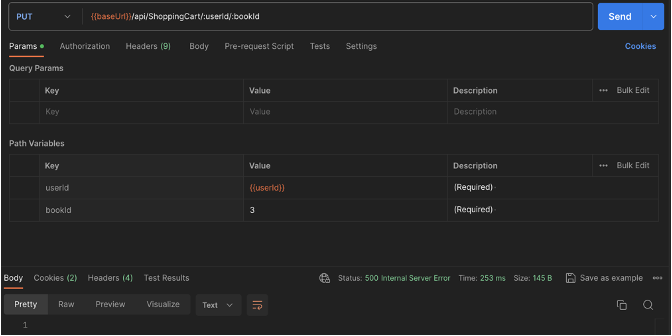 PUT {{baseUrl}}/api/ShoppingCart/:userId/:bookId Send
Params Authorization Headers (9) Body Pre-request Script Tests Settings Cookies
Query Params
Key Value Description ••• Bulk Edit
Key Value Description
Path Variables
Key Value Description ••• Bulk Edit
userId {{userId}} (Required)
bookId 3 (Required)
Body Cookies (2) Headers (4) Test Results Status: 500 Internal Server Error Time: 253 ms Size: 145 B Save as example •••
Pretty Raw Preview Visualize Text
1